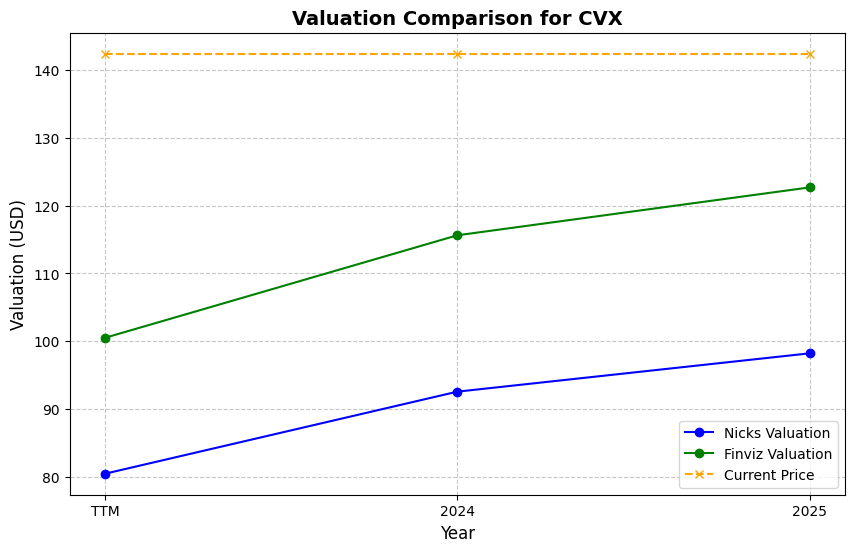 Valuation Comparison for CVX
Valuation (USD)
140
130
120
110
100
90
80
TTM
2024
2025
Year
Nicks Valuation
Finviz Valuation
Current Price